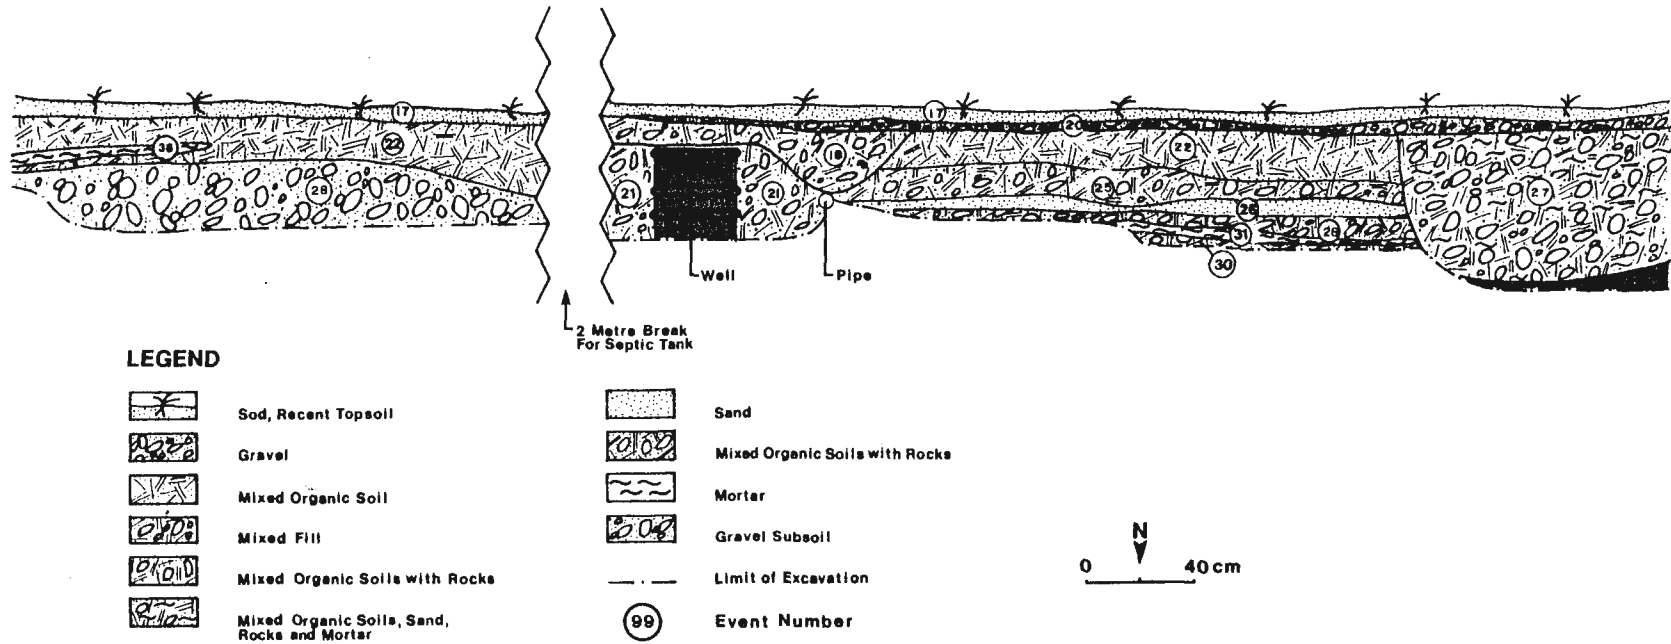 17
17
20
38
22
18
22
28
21
21
25
27
26
31
28
30
Well
Pipe
2 Metre Break
For Septic Tank
LEGEND
Sod, Recent Topsoil
Gravel
Mixed Organic Soil
Mixed Fill
Mixed Organic Soils with Rocks
Mixed Organic Soils, Sand,
Rocks and Mortar
Sand
Mixed Organic Soils with Rocks
Mortar
Gravel Subsoil
Limit of Excavation
99 Event Number
N
0 40 cm